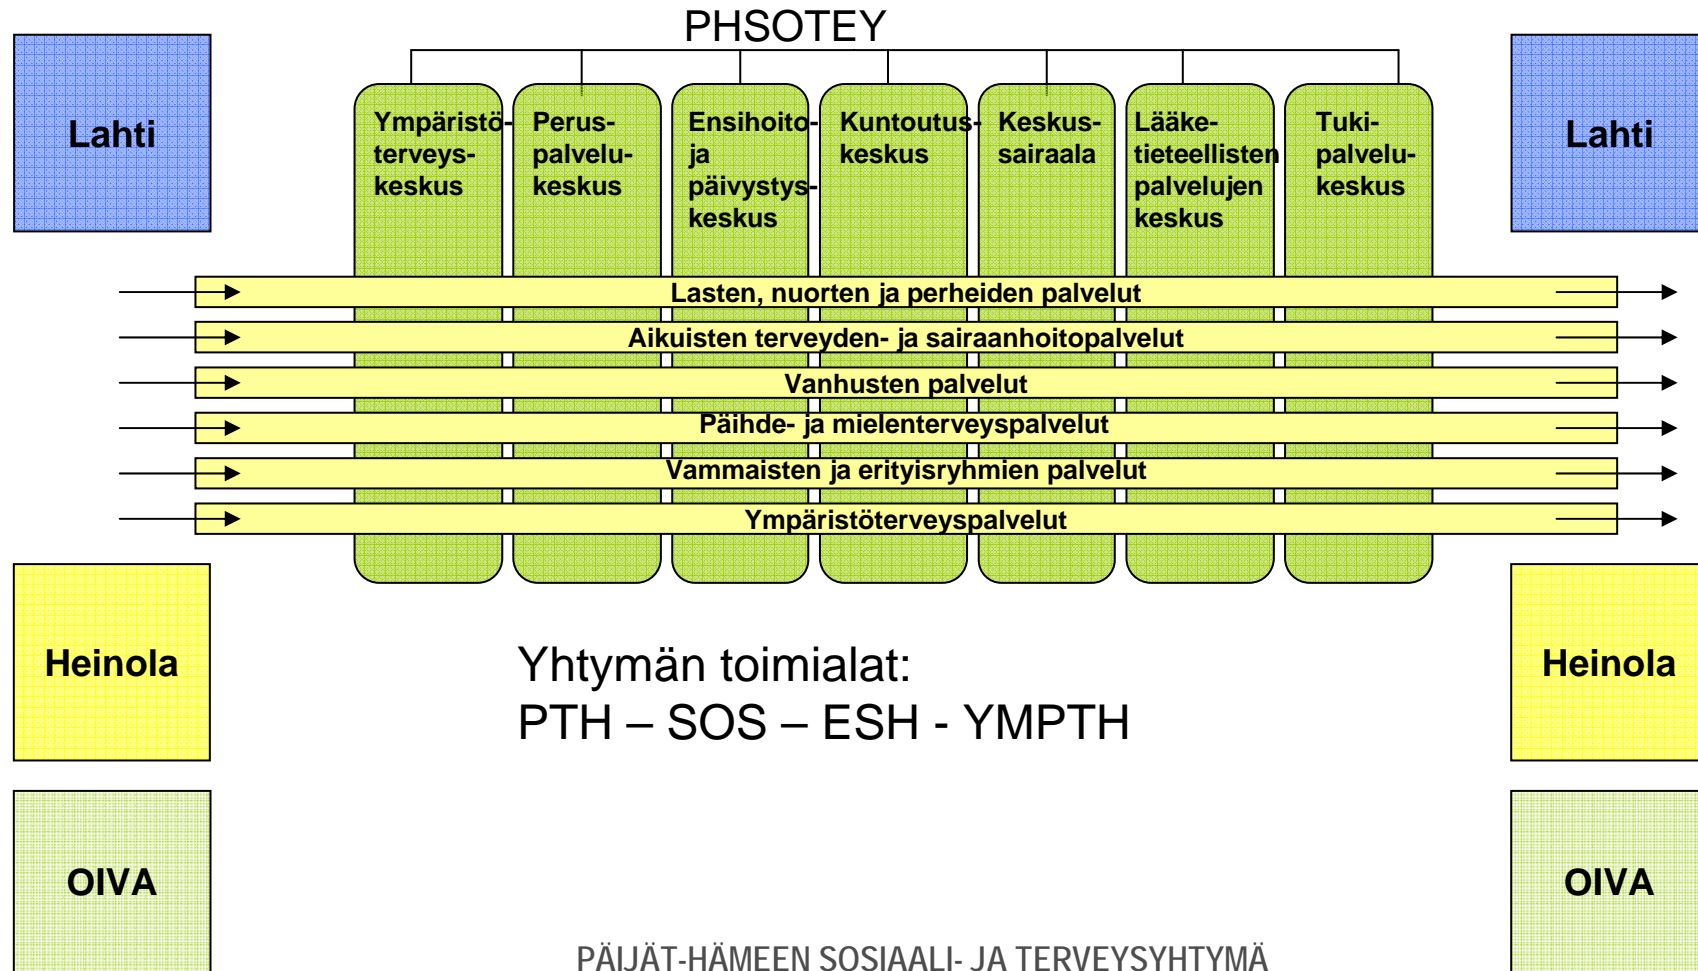 PHSOTEY
Lahti
Ympäristö-
terveys-
keskus
Perus-
palvelu-
keskus
Ensihoito-
ja
päivystys-
keskus
Kuntoutus-
keskus
Keskus-
sairaala
Lääke-
tieteellisten
palvelujen
keskus
Tuki-
palvelu-
keskus
Lahti
Lasten, nuorten ja perheiden palvelut
Aikuisten terveyden- ja sairaanhoitopalvelut
Vanhusten palvelut
Päihde- ja mielenterveyspalvelut
Vammaisten ja erityisryhmien palvelut
Ympäristöterveyspalvelut
Heinola
Yhtymän toimialat:
PTH – SOS – ESH - YMPTH
Heinola
OIVA
OIVA
PÄIJÄT-HÄMEEN SOSIAALI- JA TERVEYSYHTYMÄ